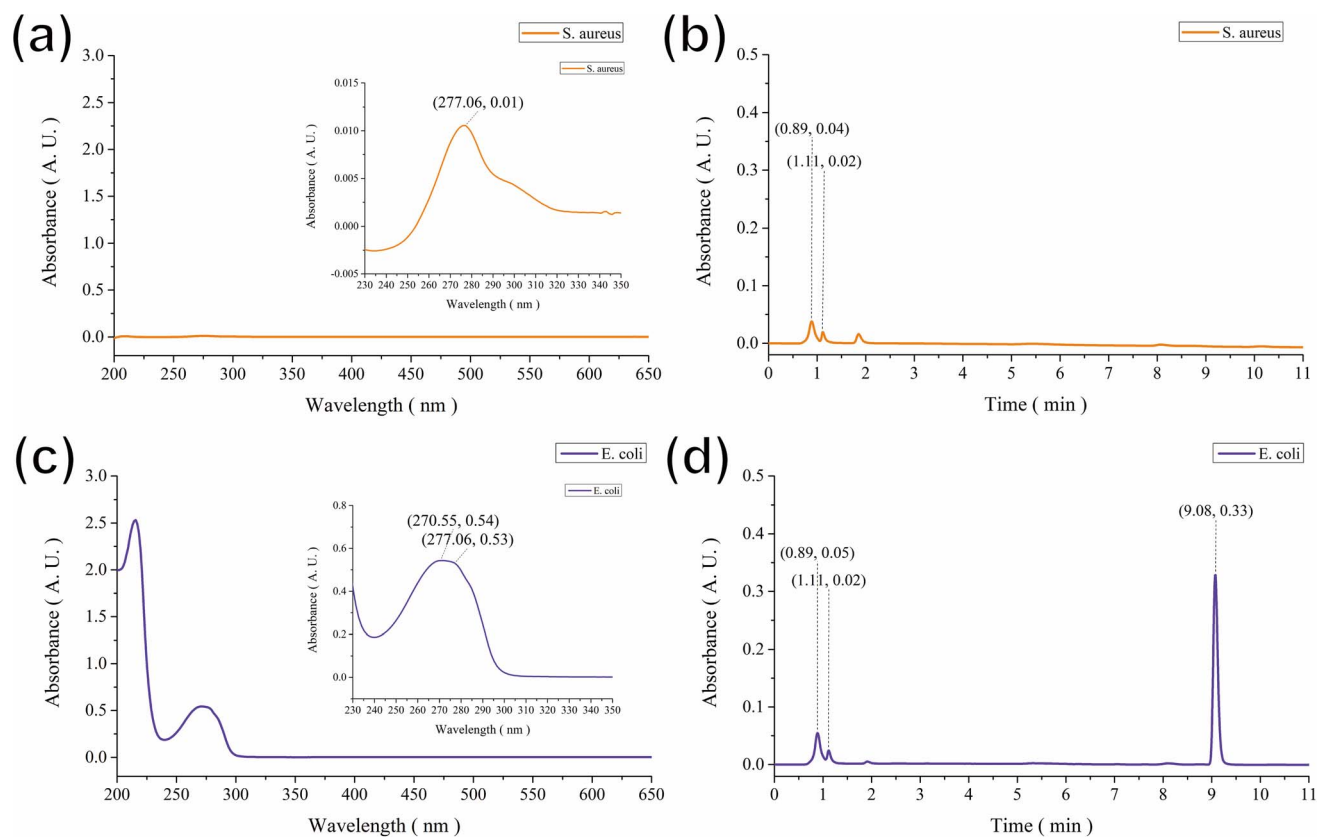 (a)
S. aureus
3.0
2.5
2.0
1.5
1.0
0.5
0.0
Absorbance ( A. U. )
200 250 300 350 400 450 500 550 600 650
Wavelength ( nm )
S. aureus
0.015
0.010
0.005
0.000
-0.005
Absorbance ( A. U. )
(277.06, 0.01)
230 240 250 260 270 280 290 300 310 320 330 340 350
Wavelength ( nm )
(b)
S. aureus
0.5
0.4
0.3
0.2
0.1
0.0
Absorbance ( A. U. )
(0.89, 0.04)
(1.11, 0.02)
0 1 2 3 4 5 6 7 8 9 10 11
Time ( min )
(c)
E. coli
3.0
2.5
2.0
1.5
1.0
0.5
0.0
Absorbance ( A. U. )
200 250 300 350 400 450 500 550 600 650
Wavelength ( nm )
E. coli
0.8
0.6
0.4
0.2
0.0
Absorbance ( A. U. )
(270.55, 0.54)
(277.06, 0.53)
230 240 250 260 270 280 290 300 310 320 330 340 350
Wavelength ( nm )
(d)
E. coli
0.5
0.4
0.3
0.2
0.1
0.0
Absorbance ( A. U. )
(0.89, 0.05)
(1.11, 0.02)
(9.08, 0.33)
0 1 2 3 4 5 6 7 8 9 10 11
Time ( min )